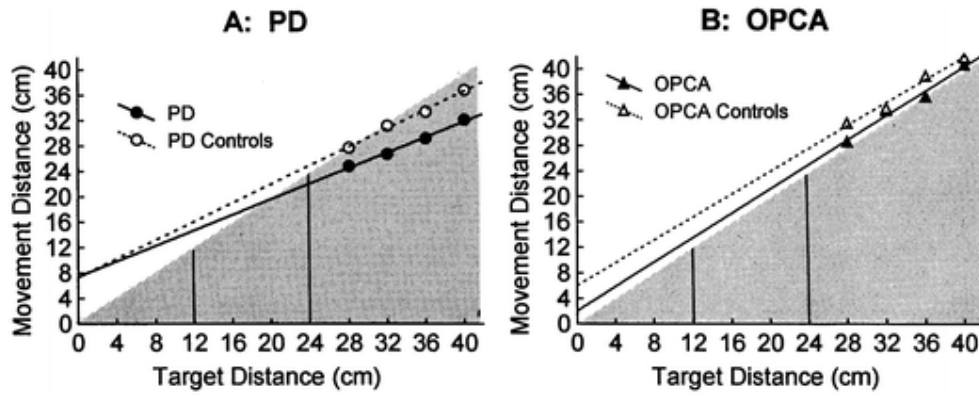 A: PD
Movement Distance (cm)
40
36
32
28
24
20
16
12
8
4
0
PD
PD Controls
0 4 8 12 16 20 24 28 32 36 40
Target Distance (cm)
B: OPCA
Movement Distance (cm)
40
36
32
28
24
20
16
12
8
4
0
OPCA
OPCA Controls
0 4 8 12 16 20 24 28 32 36 40
Target Distance (cm)